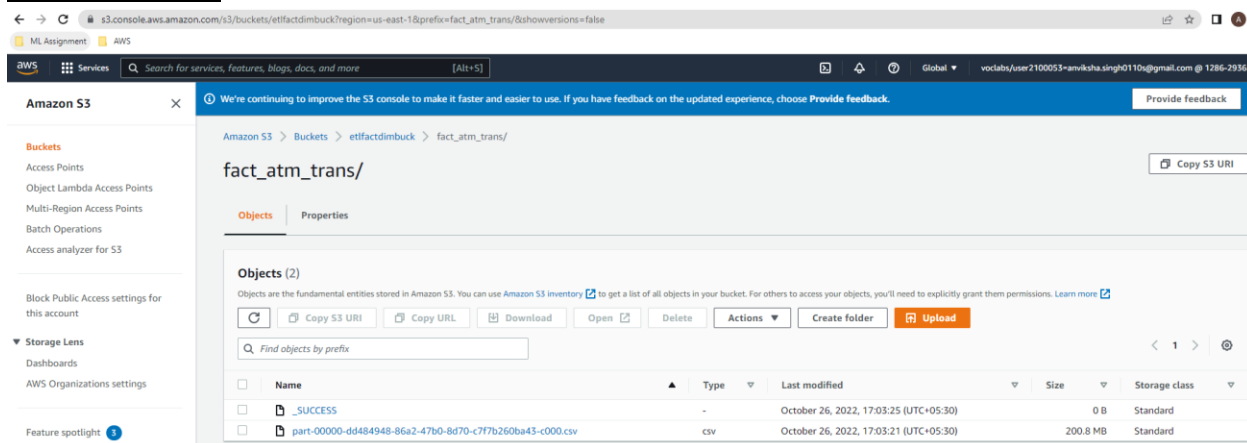 s3.console.aws.amazon.com/s3/buckets/etlfactdimbuck?region=us-east-1&prefix=fact_atm_trans/&showversions=false
A
ML Assignment AWS
aws Services Search for services, features, blogs, docs, and more [Alt+S] Global voclabs/user2100053=anviksha.singh0110s@gmail.com @ 1286-2936
Amazon S3
We're continuing to improve the S3 console to make it faster and easier to use. If you have feedback on the updated experience, choose Provide feedback.
Provide feedback
Amazon S3 > Buckets > etlfactdimbuck > fact_atm_trans/
fact_atm_trans/
Copy S3 URI
Buckets
Access Points
Object Lambda Access Points
Multi-Region Access Points
Batch Operations
Access analyzer for S3
Block Public Access settings for
this account
Storage Lens
Dashboards
AWS Organizations settings
Feature spotlight 3
Objects Properties
Objects (2)
Objects are the fundamental entities stored in Amazon S3. You can use Amazon S3 inventory to get a list of all objects in your bucket. For others to access your objects, you'll need to explicitly grant them permissions. Learn more
Copy S3 URI Copy URL Download Open Delete Actions Create folder Upload
Find objects by prefix
< 1 >
Name Type Last modified Size Storage class
_SUCCESS - October 26, 2022, 17:03:25 (UTC+05:30) 0 B Standard
part-00000-dd484948-86a2-47b0-8d70-c7f7b260ba43-c000.csv csv October 26, 2022, 17:03:21 (UTC+05:30) 200.8 MB Standard